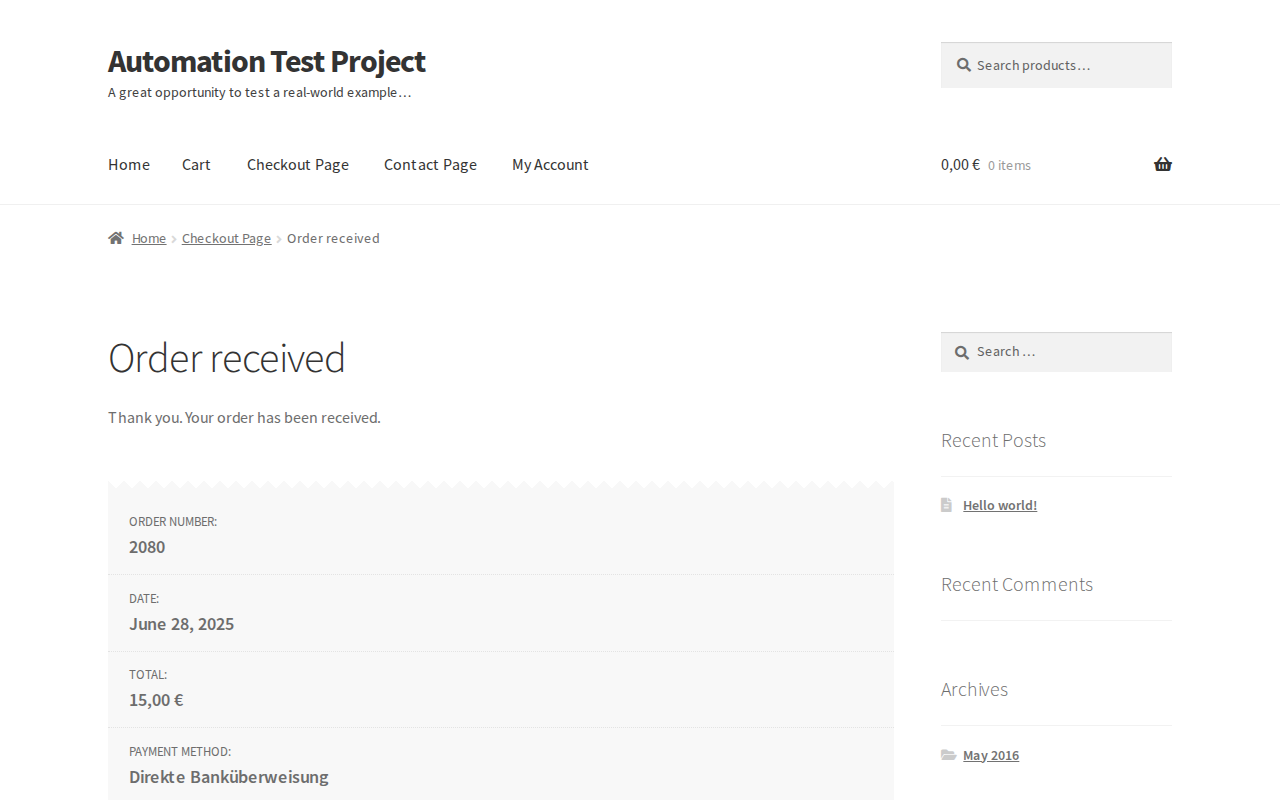 Automation Test Project
A great opportunity to test a real-world example…
Search products…
Home Cart Checkout Page Contact Page My Account
0,00 € 0 items
Home Checkout Page Order received
Order received
Thank you. Your order has been received.
ORDER NUMBER:
2080
DATE:
June 28, 2025
TOTAL:
15,00 €
PAYMENT METHOD:
Direkte Banküberweisung
Search …
Recent Posts
Hello world!
Recent Comments
Archives
May 2016